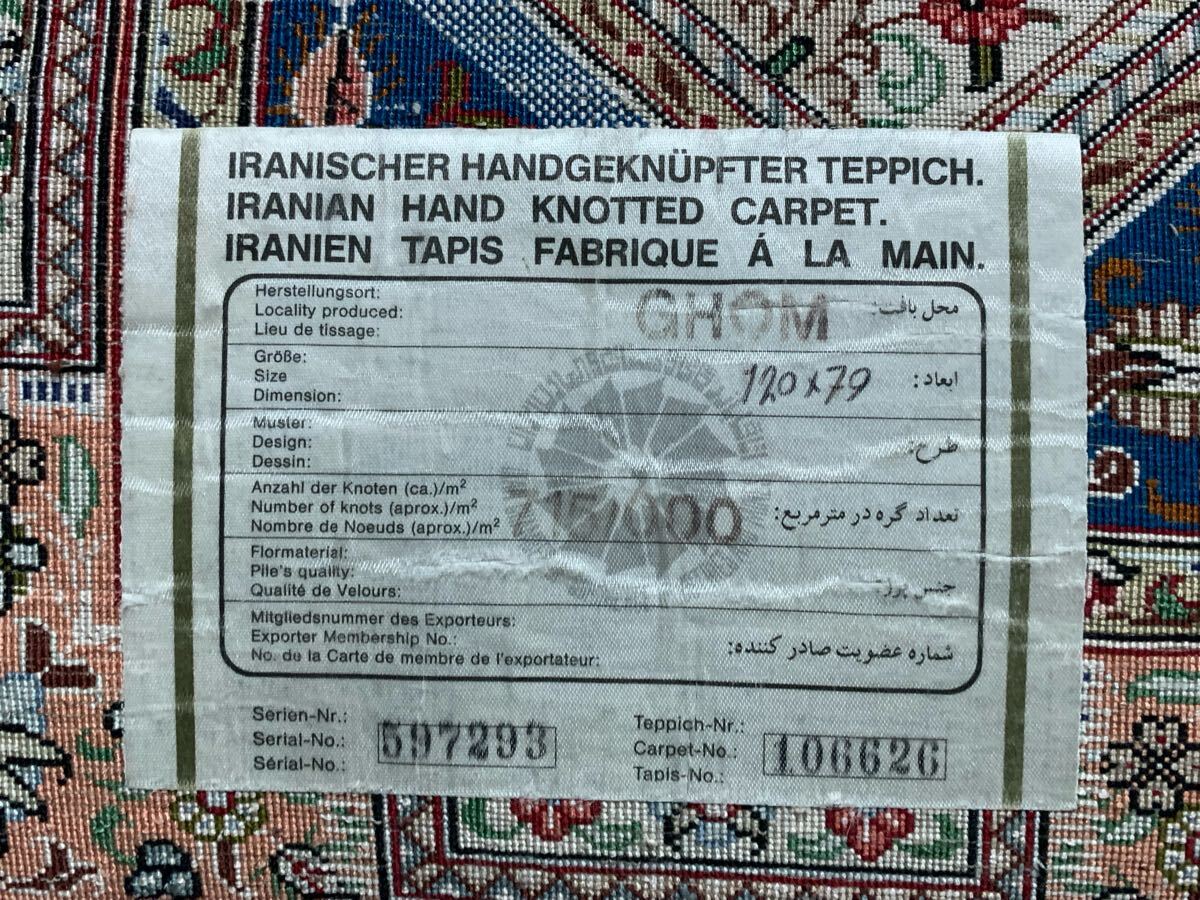 IRANISCHER HANDGEKNÜPFTER TEPPICH.
IRANIAN HAND KNOTTED CARPET.
IRANIEN TAPIS FABRIQUE Á LA MAIN.
Herstellungsort:
Locality produced:
Lieu de tissage:
GHOM
محل بافت:
Größe:
Size
Dimension:
120x79
ابعاد:
Muster:
Design:
Dessin:
طرح:
Anzahl der Knoten (ca.)/m²
Number of knots (aprox.)/m²
Nombre de Noeuds (aprox.)/m²
تعداد گره در مترمربع:
Flormaterial:
Pile's quality:
Qualité de Velours:
جنس پرز:
Mitgliedsnummer des Exporteurs:
Exporter Membership No.:
No. de la Carte de membre de l'exportateur:
شماره عضویت صادر کننده:
Serien-Nr.:
Serial-No.:
Sérial-No.:
597293
Teppich-Nr.:
Carpet-No.:
Tapis-No.:
106626